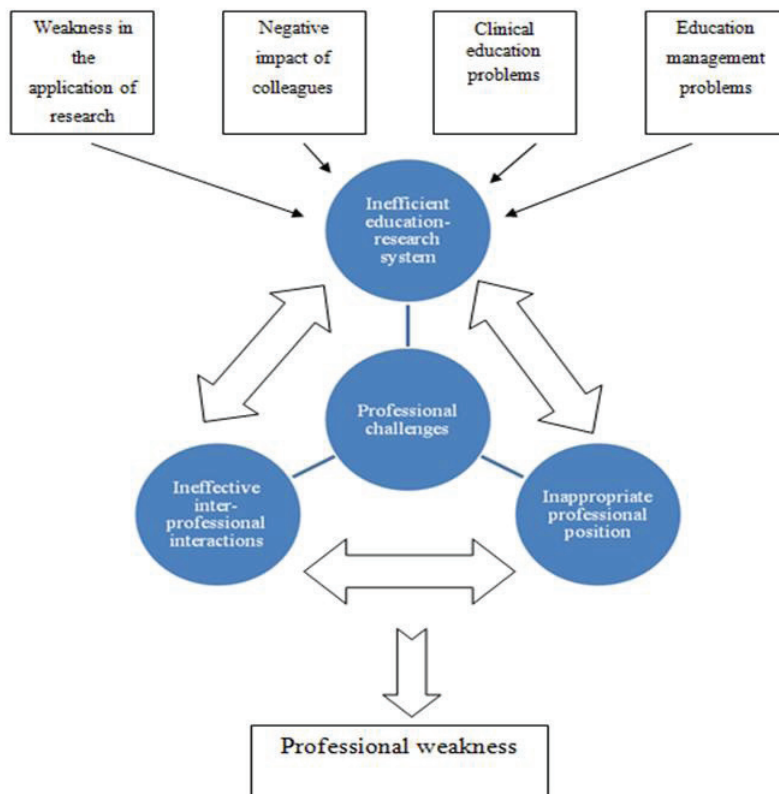 Weakness in
the
application of
research
Negative
impact of
colleagues
Clinical
education
problems
Education
management
problems
Inefficient
education-
research
system
Professional
challenges
Ineffective
inter-
professional
interactions
Inappropriate
professional
position
Professional weakness